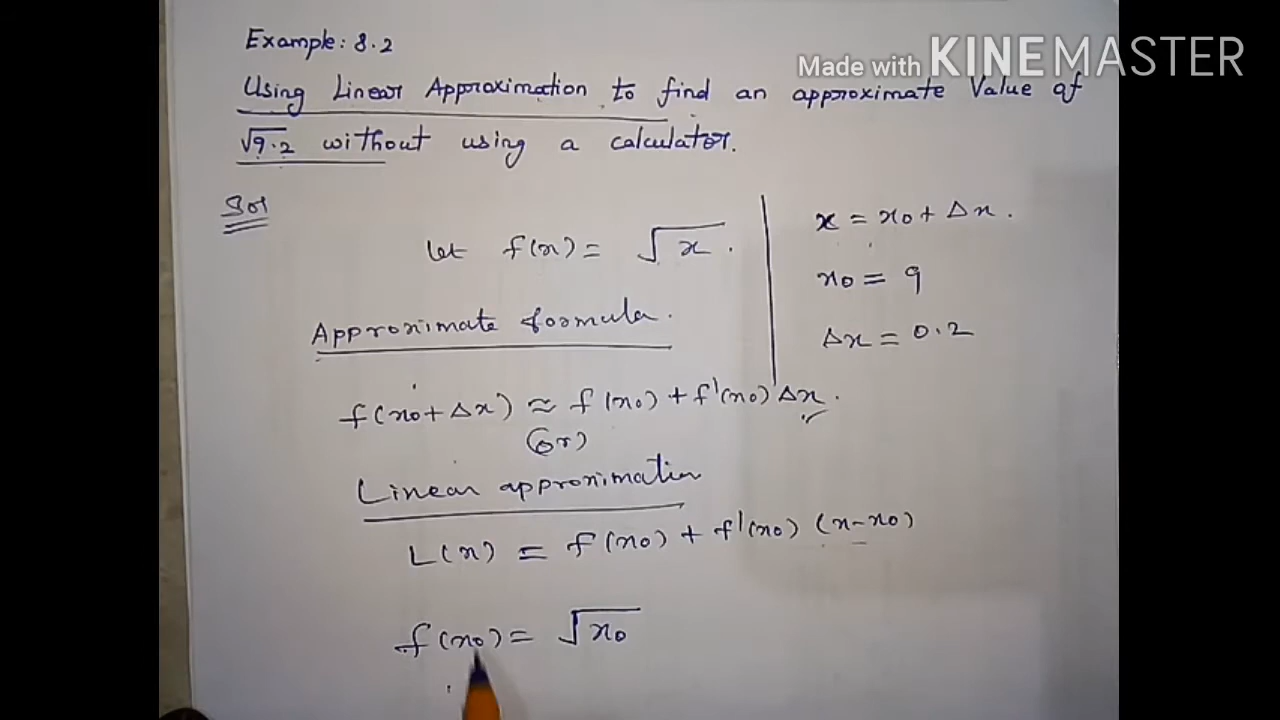 Example: 8.2
Made with KINEMASTER
Using Linear Approximation to find an approximate Value of
√9.2 without using a calculator.
Sol
Let f(x) = √x.
x = x0 + Δx.
x0 = 9
Δx = 0.2
Approximate formula.
f(x0 + Δx) ≈ f(x0) + f'(x0) Δx.
(or)
Linear approximation
L(x) = f(x0) + f'(x0) (x-x0)
f(x0) = √x0